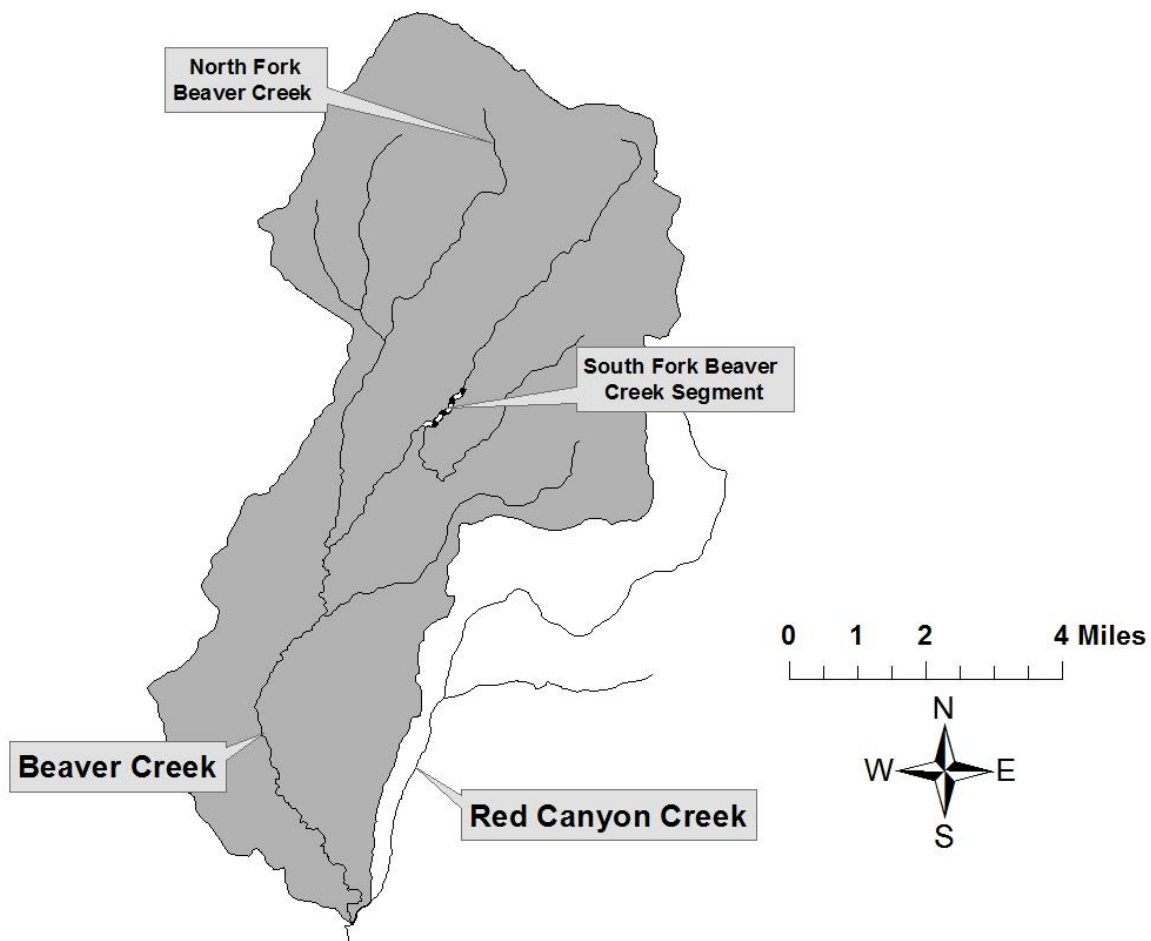 North Fork
Beaver Creek
South Fork Beaver
Creek Segment
0 1 2 4 Miles
N
W E
S
Beaver Creek
Red Canyon Creek